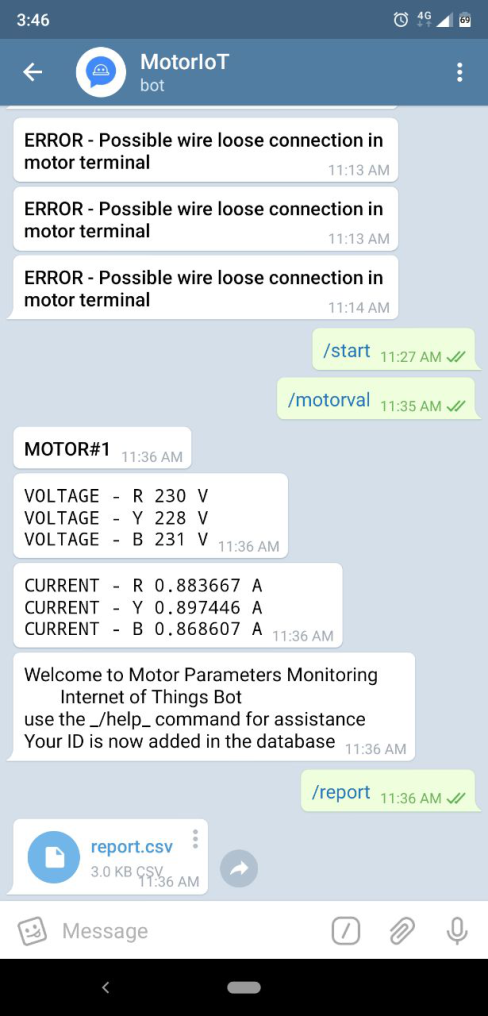 3:46
4G
69
MotorIoT
bot
ERROR - Possible wire loose connection in
motor terminal
11:13 AM
ERROR - Possible wire loose connection in
motor terminal
11:13 AM
ERROR - Possible wire loose connection in
motor terminal
11:14 AM
/start 11:27 AM
/motorval 11:35 AM
MOTOR#1 11:36 AM
VOLTAGE - R 230 V
VOLTAGE - Y 228 V
VOLTAGE - B 231 V 11:36 AM
CURRENT - R 0.883667 A
CURRENT - Y 0.897446 A
CURRENT - B 0.868607 A 11:36 AM
Welcome to Motor Parameters Monitoring
Internet of Things Bot
use the _/help_ command for assistance
Your ID is now added in the database 11:36 AM
/report 11:36 AM
report.csv
3.0 KB CSV
11:36 AM
Message